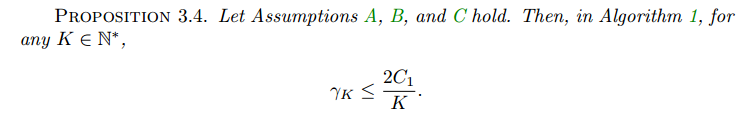 PROPOSITION 3.4. Let Assumptions A, B, and C hold. Then, in Algorithm 1, for
any K ∈ ℕ*,
γ_K ≤ 2C_1 / K.